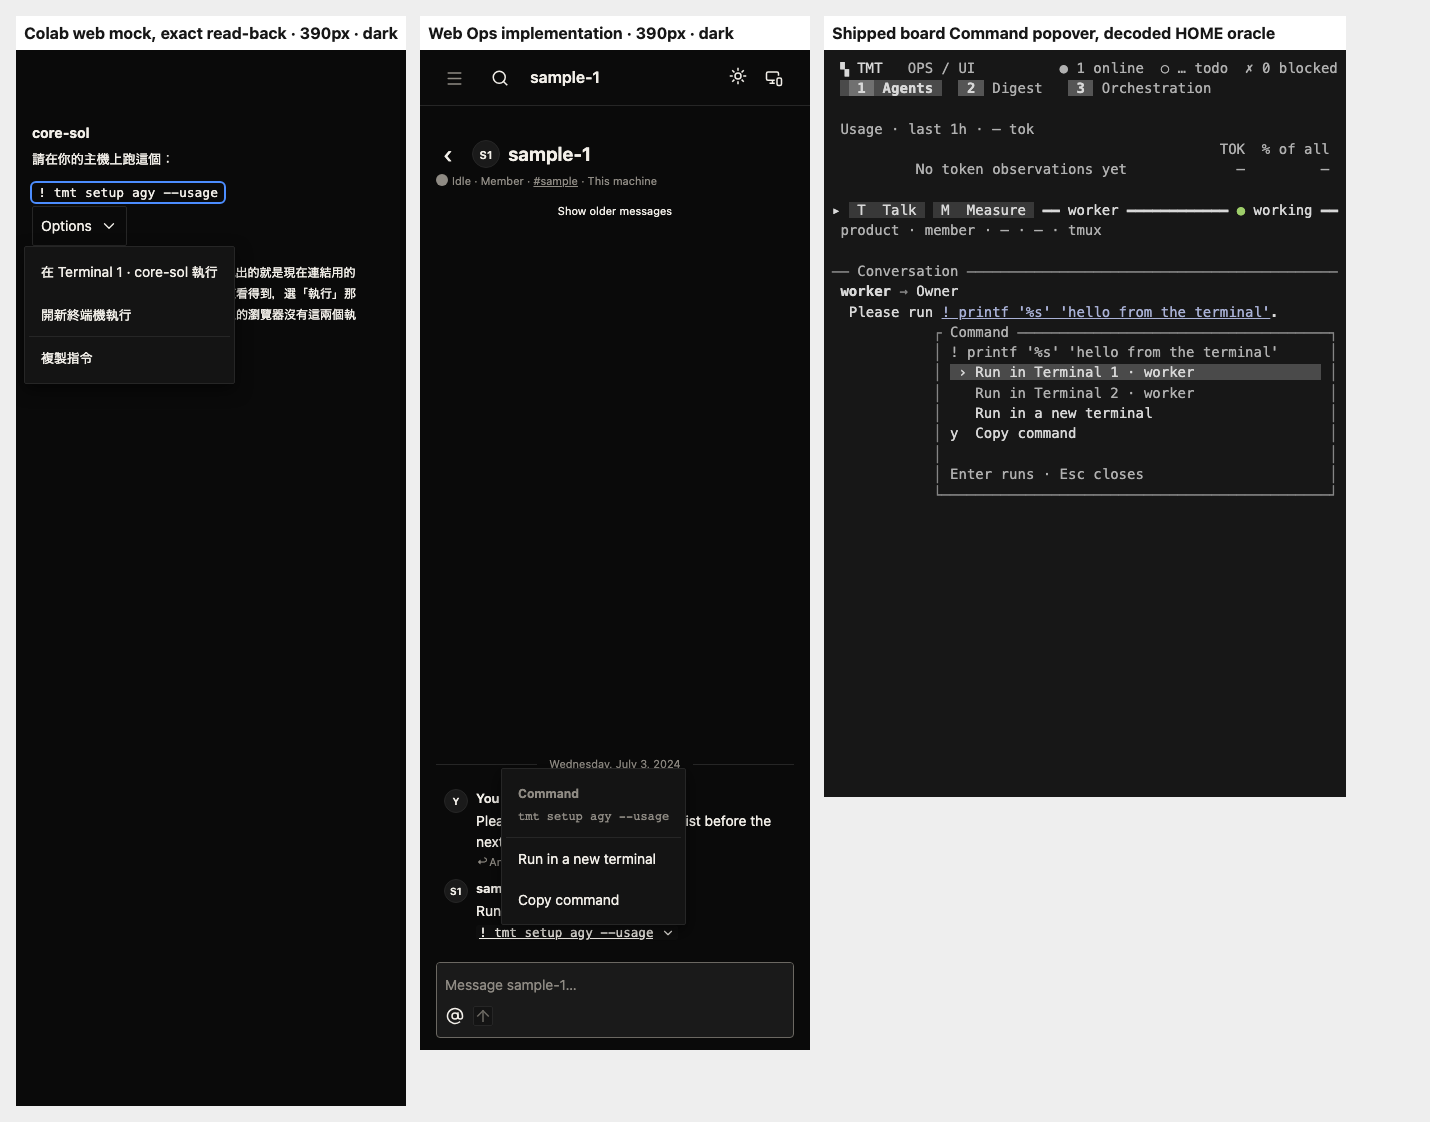 Colab web mock, exact read-back · 390px · dark
core-sol
請在你的主機上跑這個：
! tmt setup agy --usage
Options
在 Terminal 1 · core-sol 執行
出的就是現在連結用的
開新終端機執行
看得到，選「執行」那
的瀏覽器沒有這兩個執
複製指令
Web Ops implementation · 390px · dark
sample-1
‹ S1 sample-1
Idle · Member · #sample · This machine
Show older messages
Wednesday, July 3, 2024
Command
tmt setup agy --usage
Run in a new terminal
Copy command
Y You
Plea
ist before the
next
↩ Ar
S1 sam
Run
! tmt setup agy --usage
Message sample-1...
@
Shipped board Command popover, decoded HOME oracle
TMT OPS / UI ● 1 online ○ … todo ✗ 0 blocked
1 Agents 2 Digest 3 Orchestration
Usage · last 1h · — tok
TOK % of all
No token observations yet — —
▸ T Talk M Measure ── worker ──────────── ● working ──
product · member · — · — · tmux
── Conversation ──
worker → Owner
Please run ! printf '%s' 'hello from the terminal'.
Command
! printf '%s' 'hello from the terminal'
› Run in Terminal 1 · worker
Run in Terminal 2 · worker
Run in a new terminal
y Copy command
Enter runs · Esc closes